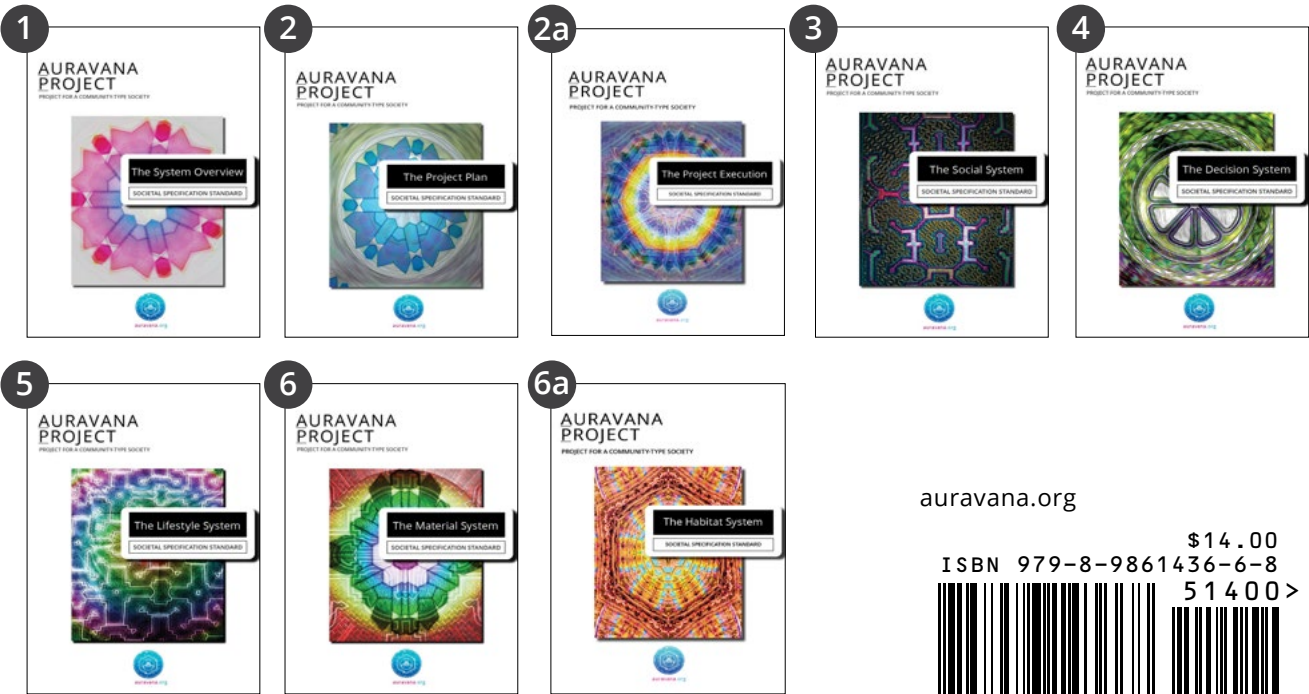 1
AURAVANA
PROJECT
PROJECT FOR A COMMUNITY-TYPE SOCIETY
The System Overview
SOCIETAL SPECIFICATION STANDARD
auravana.org
2
AURAVANA
PROJECT
PROJECT FOR A COMMUNITY-TYPE SOCIETY
The Project Plan
SOCIETAL SPECIFICATION STANDARD
auravana.org
2a
AURAVANA
PROJECT
PROJECT FOR A COMMUNITY-TYPE SOCIETY
The Project Execution
SOCIETAL SPECIFICATION STANDARD
auravana.org
3
AURAVANA
PROJECT
PROJECT FOR A COMMUNITY-TYPE SOCIETY
The Social System
SOCIETAL SPECIFICATION STANDARD
auravana.org
4
AURAVANA
PROJECT
PROJECT FOR A COMMUNITY-TYPE SOCIETY
The Decision System
SOCIETAL SPECIFICATION STANDARD
auravana.org
5
AURAVANA
PROJECT
PROJECT FOR A COMMUNITY-TYPE SOCIETY
The Lifestyle System
SOCIETAL SPECIFICATION STANDARD
auravana.org
6
AURAVANA
PROJECT
PROJECT FOR A COMMUNITY-TYPE SOCIETY
The Material System
SOCIETAL SPECIFICATION STANDARD
auravana.org
6a
AURAVANA
PROJECT
PROJECT FOR A COMMUNITY-TYPE SOCIETY
The Habitat System
SOCIETAL SPECIFICATION STANDARD
auravana.org
auravana.org
$14.00
ISBN 979-8-9861436-6-8
51400>